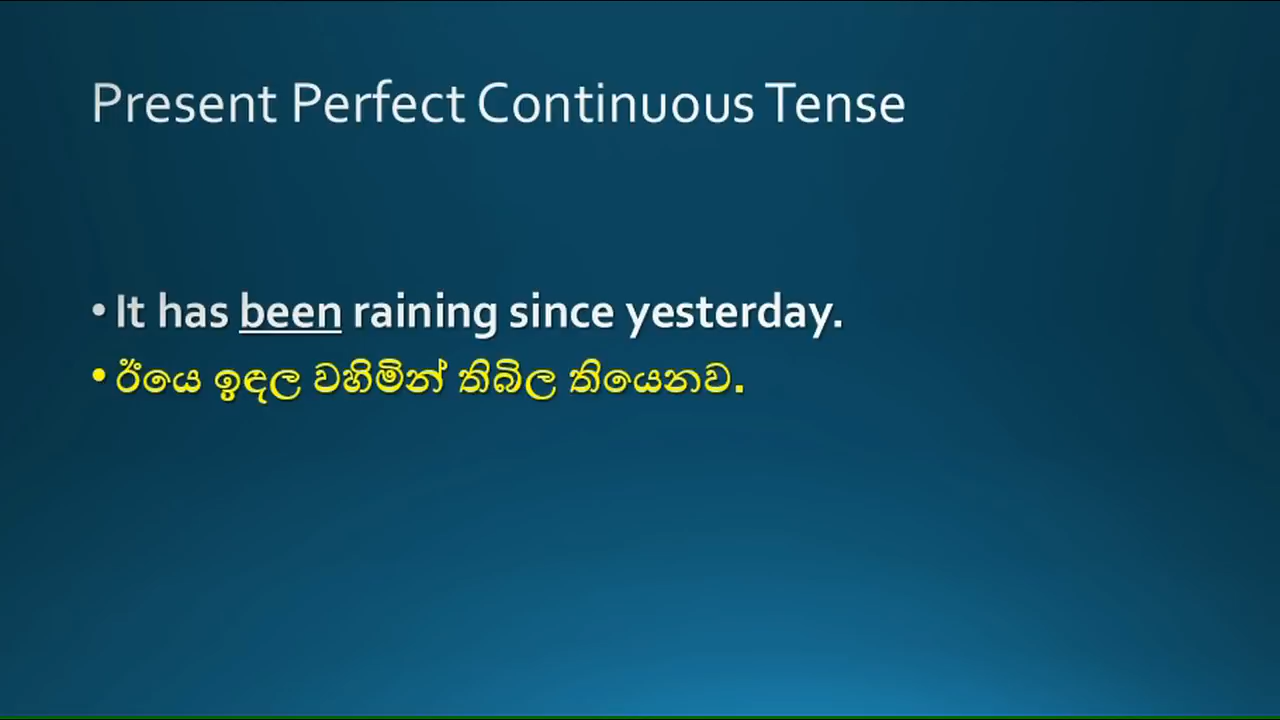 Present Perfect Continuous Tense
• It has been raining since yesterday.
• ඊයෙ ඉඳල වහිමින් තිබිල තියෙනව.